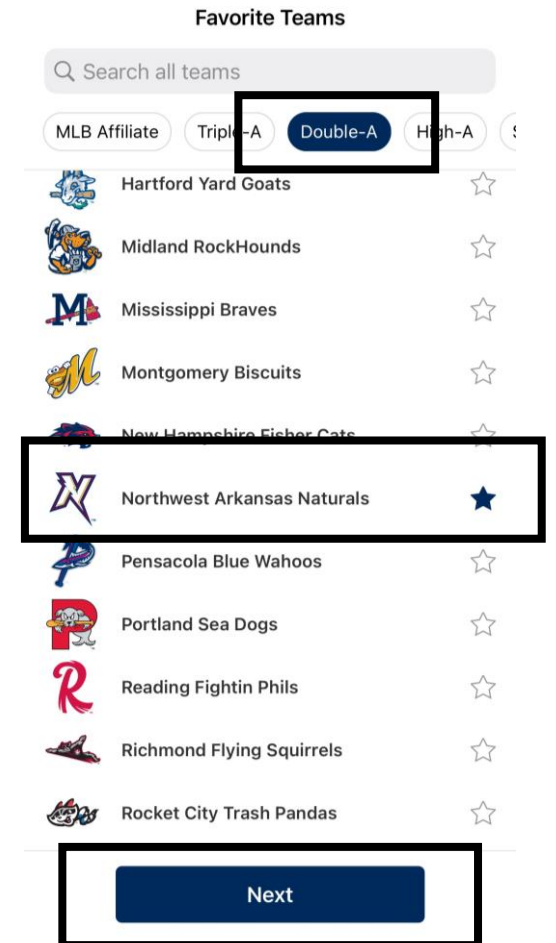 Favorite Teams
Search all teams
MLB Affiliate Triple-A Double-A High-A S
Hartford Yard Goats
Midland RockHounds
M Mississippi Braves
M Montgomery Biscuits
New Hampshire Fisher Cats
N Northwest Arkansas Naturals
P Pensacola Blue Wahoos
P Portland Sea Dogs
R Reading Fightin Phils
Richmond Flying Squirrels
Rocket City Trash Pandas
Next